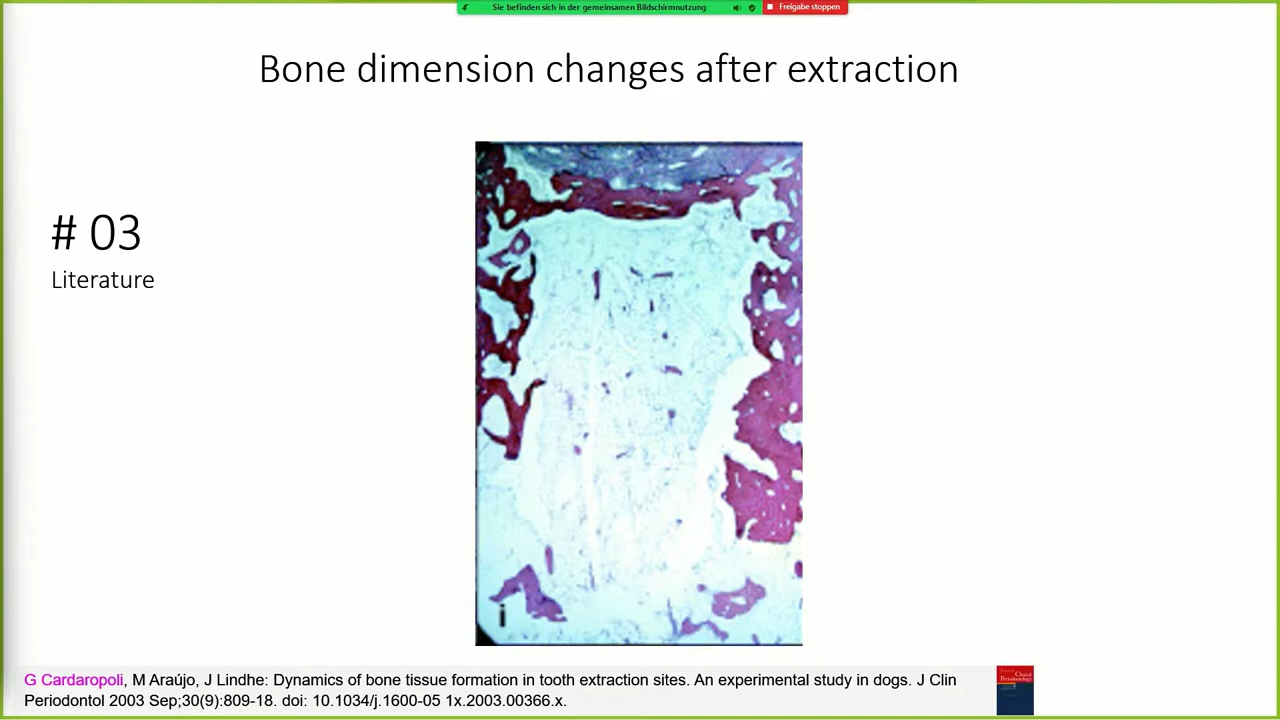 Sie befinden sich in der gemeinsamen Bildschirmnutzung
Freigabe stoppen
Bone dimension changes after extraction
# 03
Literature
i
G Cardaropoli, M Araújo, J Lindhe: Dynamics of bone tissue formation in tooth extraction sites. An experimental study in dogs. J Clin
Periodontol 2003 Sep;30(9):809-18. doi: 10.1034/j.1600-05 1x.2003.00366.x.
Clinical
Periodontology